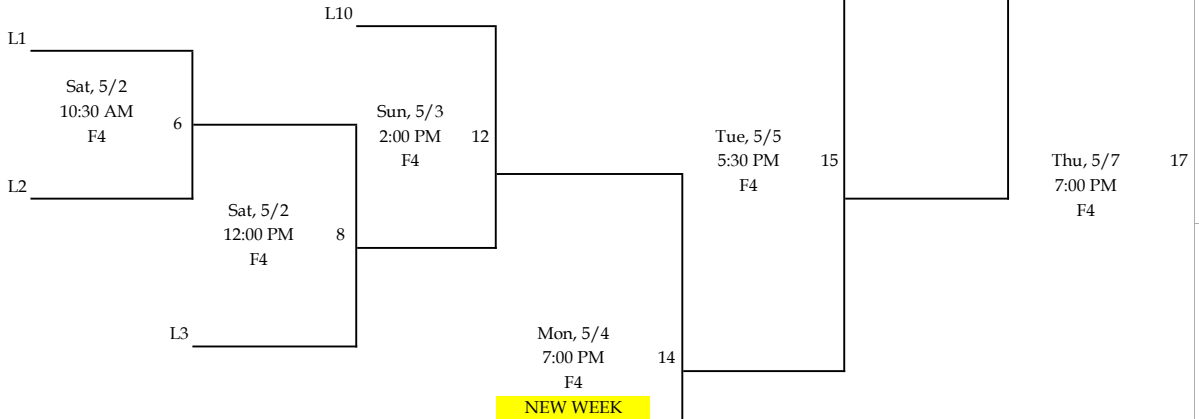 L10
L1
Sat, 5/2
10:30 AM
6
F4
L2
Sat, 5/2
12:00 PM
8
F4
L3
Sun, 5/3
2:00 PM
12
F4
Mon, 5/4
7:00 PM
14
F4
NEW WEEK
Tue, 5/5
5:30 PM
15
F4
Thu, 5/7
17
7:00 PM
F4